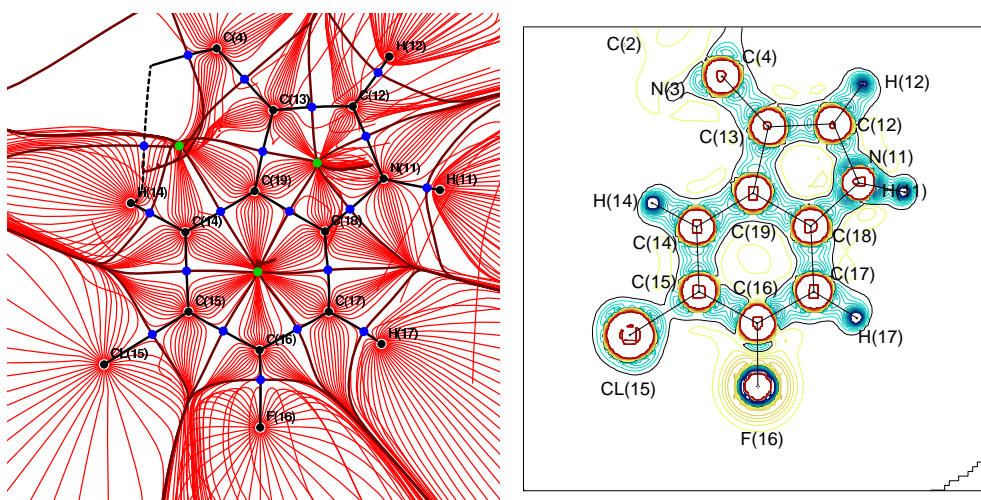 C(4)
H(12)
C(13)
C(12)
N(11)
H(11)
C(19)
H(14)
C(14)
C(18)
C(15)
C(17)
C(16)
H(17)
CL(15)
F(16)
C(2)
C(4)
N(3)
H(12)
C(13)
C(12)
N(11)
H(11)
H(14)
C(14)
C(19)
C(18)
C(15)
C(16)
C(17)
H(17)
CL(15)
F(16)